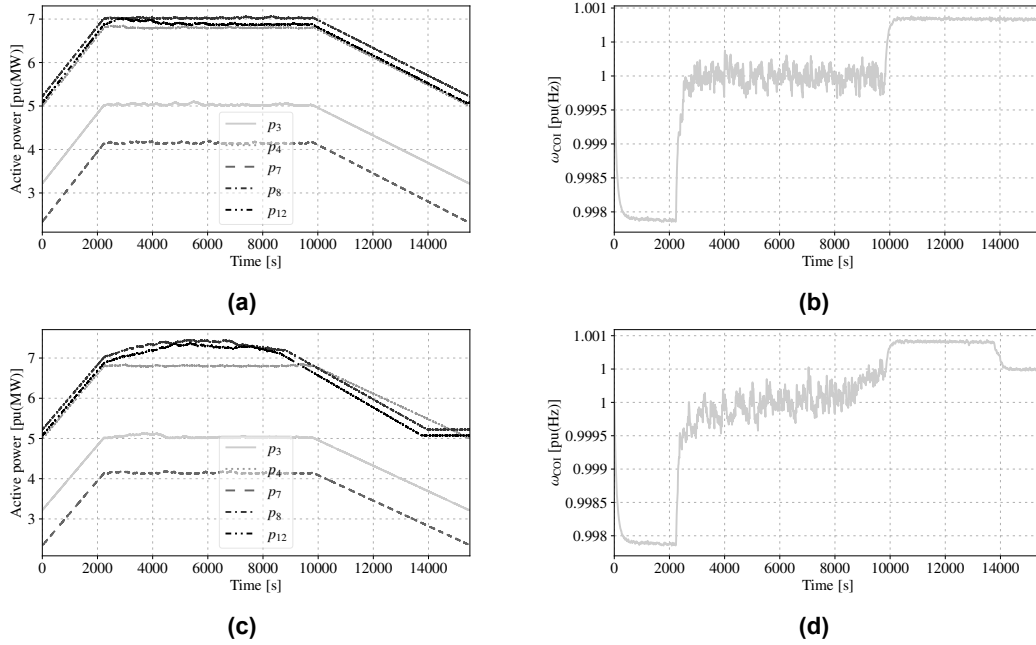 Active power [pu(MW)]
7
6
5
4
3
p3
p4
p7
p8
p12
0 2000 4000 6000 8000 10000 12000 14000
Time [s]
(a)
ωCOI [pu(Hz)]
1.001
1
1
0.9995
0.999
0.9985
0.998
0 2000 4000 6000 8000 10000 12000 14000
Time [s]
(b)
Active power [pu(MW)]
7
6
5
4
3
p3
p4
p7
p8
p12
0 2000 4000 6000 8000 10000 12000 14000
Time [s]
(c)
ωCOI [pu(Hz)]
1.001
1
1
0.9995
0.999
0.9985
0.998
0 2000 4000 6000 8000 10000 12000 14000
Time [s]
(d)